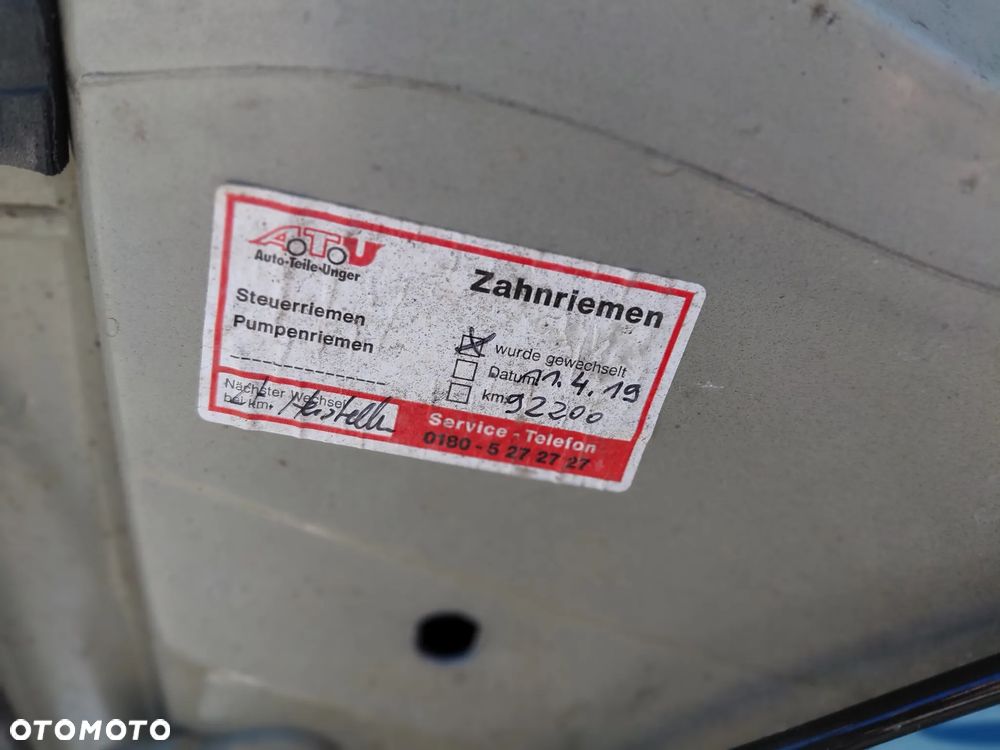 ATU
Auto-Teile-Unger
Zahnriemen
Steuerriemen
Pumpenriemen
wurde gewechselt
Datum 11.4.19
km 92200
Nächster Wechsel
bei km.
Service - Telefon
0180 - 5 27 27 27
OTOMOTO